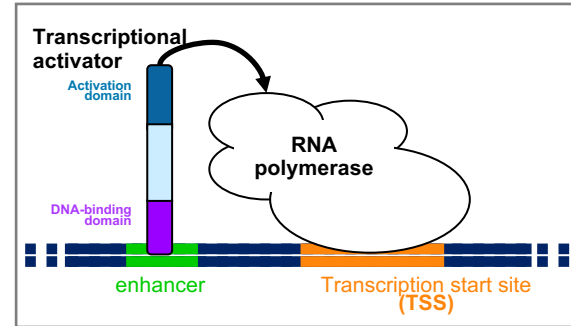 Transcriptional
activator
Activation
domain
RNA
polymerase
DNA-binding
domain
enhancer
Transcription start site
(TSS)